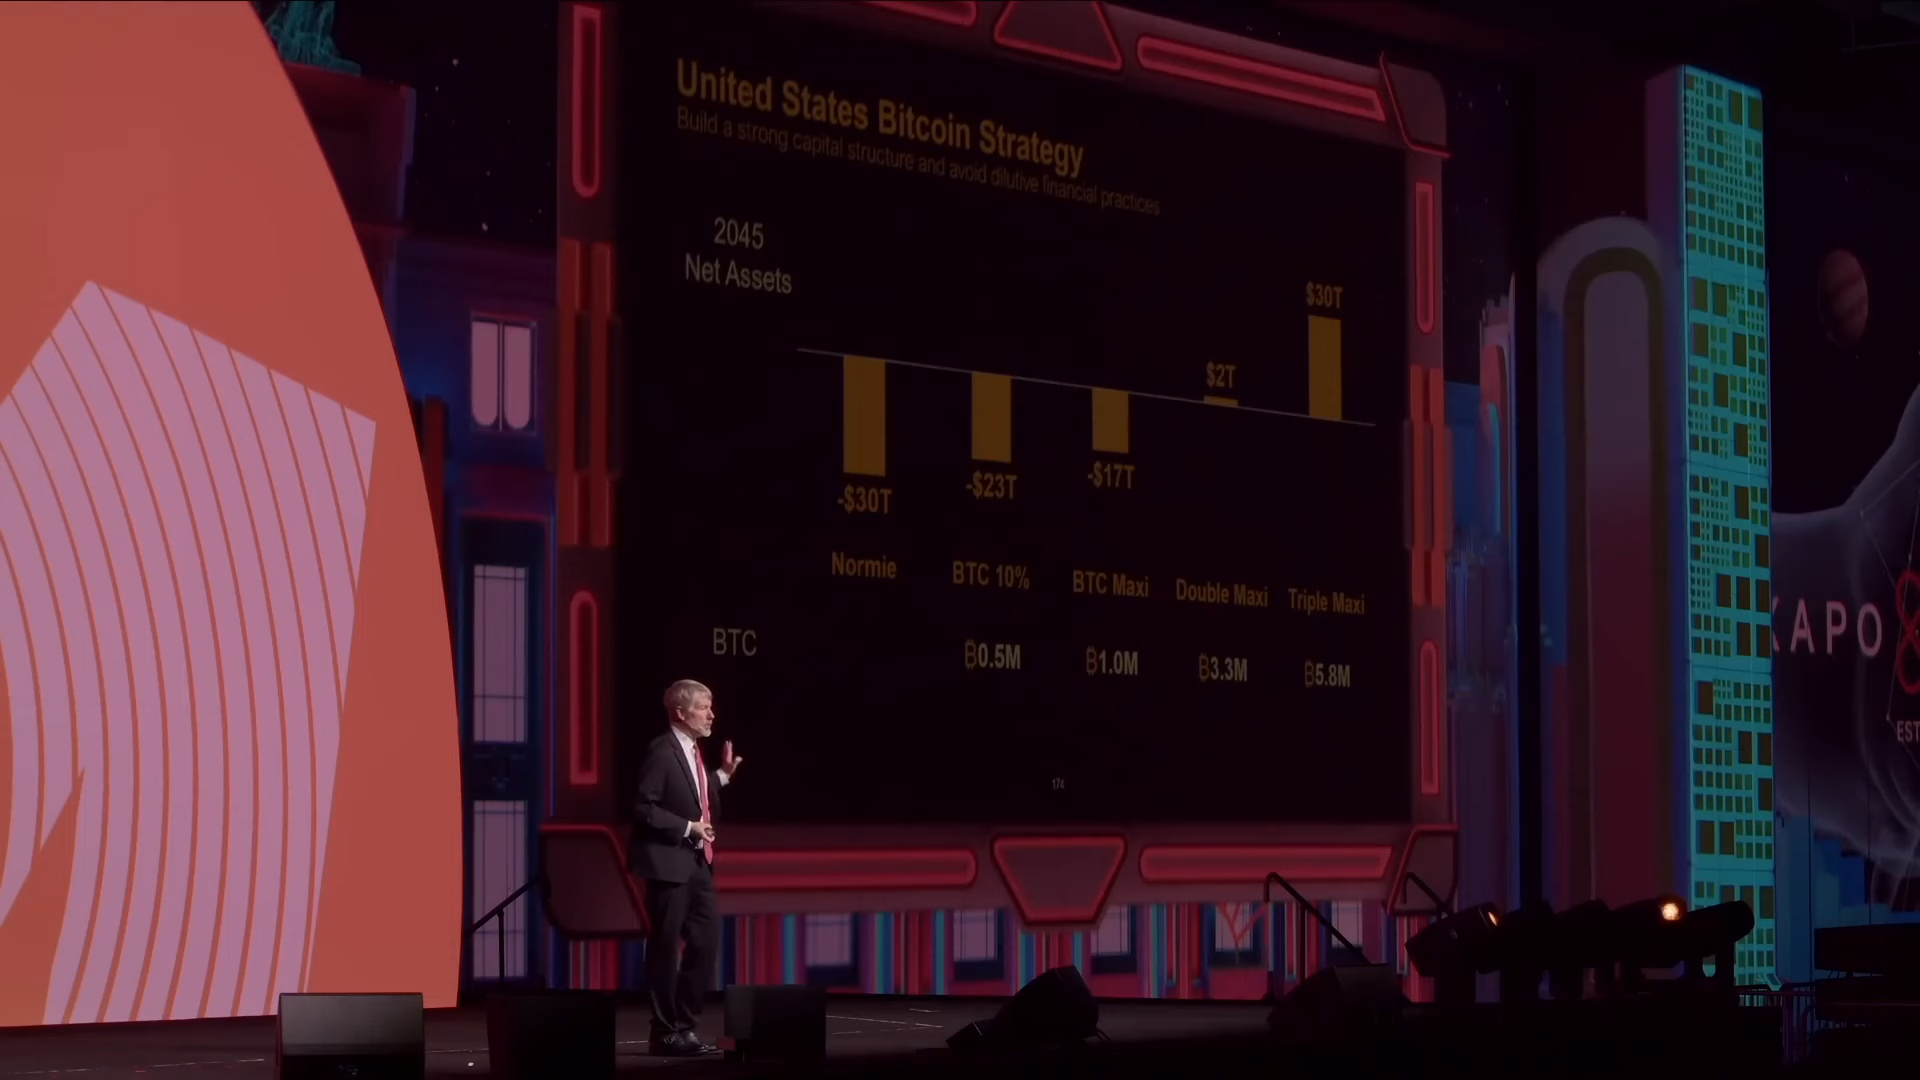 United States Bitcoin Strategy
Build a strong capital structure and avoid dilutive financial practices
2045
Net Assets
$30T
$2T
-$30T
-$23T
-$17T
Normie
BTC 10%
BTC Maxi
Double Maxi
Triple Maxi
BTC
₿0.5M
₿1.0M
₿3.3M
₿5.8M
174
XAPO
EST